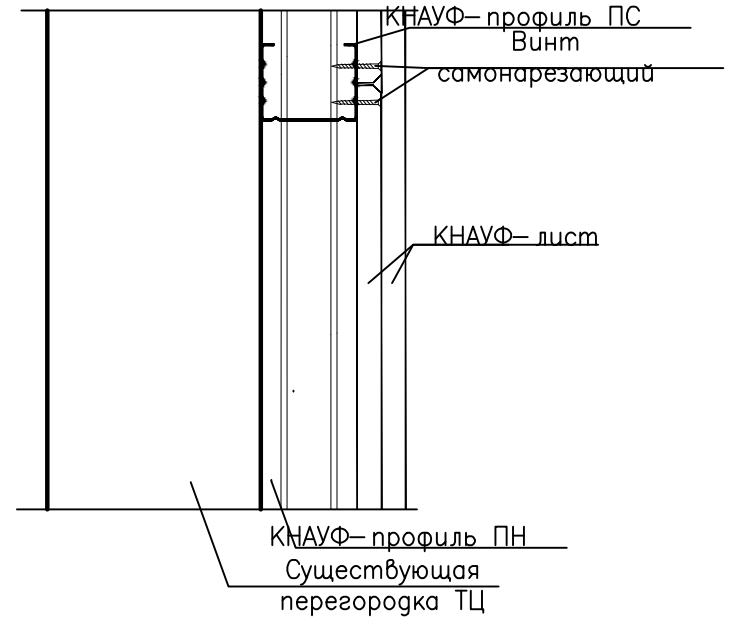 КНАУФ-профиль ПС
Винт
самонарезающий
КНАУФ- лист
КНАУФ-профиль ПН
Существующая
перегородка ТЦ